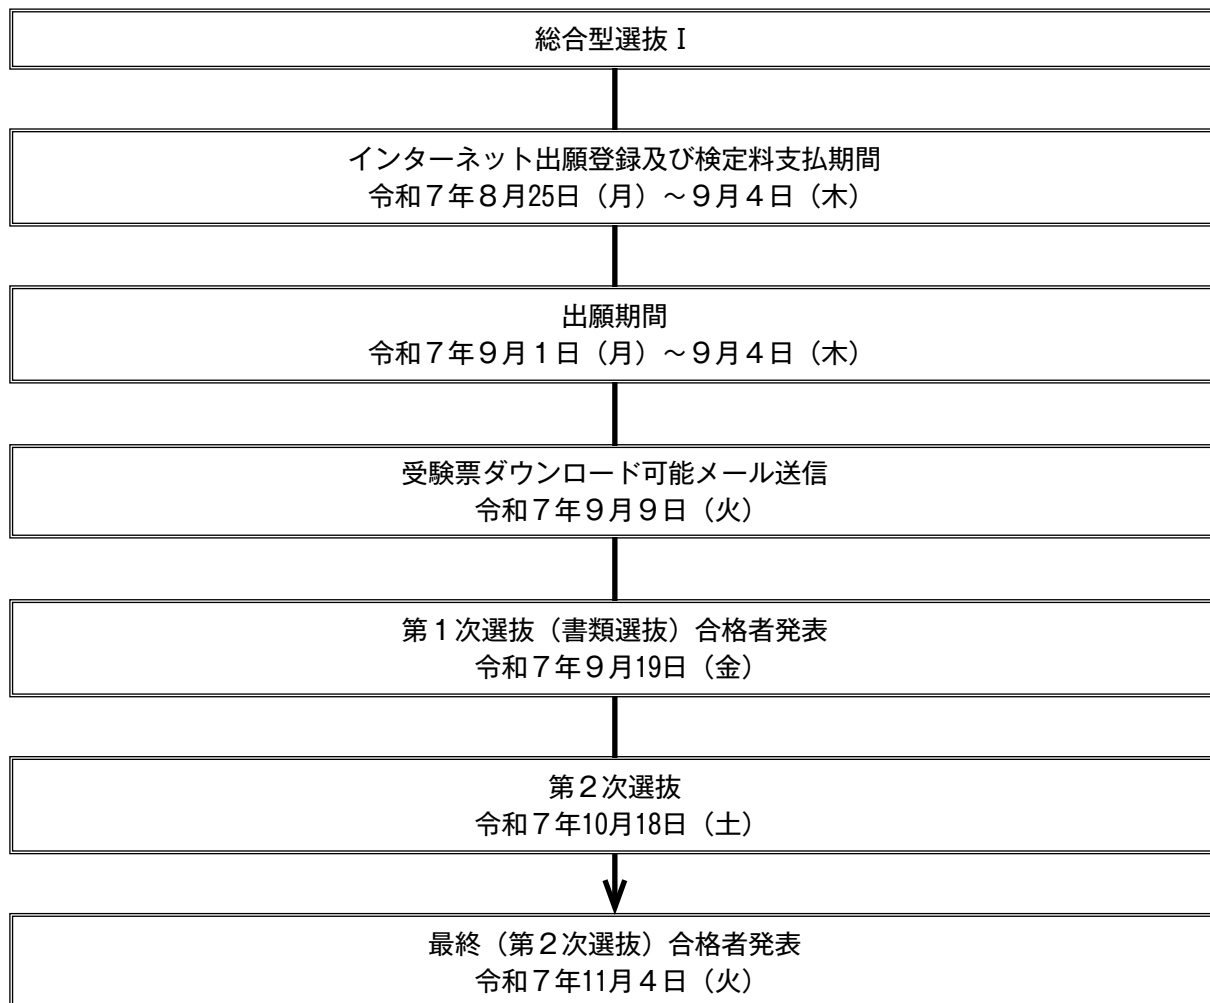 総合型選抜Ⅰ
インターネット出願登録及び検定料支払期間
令和７年８月25日（月）～９月４日（木）
出願期間
令和７年９月１日（月）～９月４日（木）
受験票ダウンロード可能メール送信
令和７年９月９日（火）
第１次選抜（書類選抜）合格者発表
令和７年９月19日（金）
第２次選抜
令和７年10月18日（土）
最終（第２次選抜）合格者発表
令和７年11月４日（火）